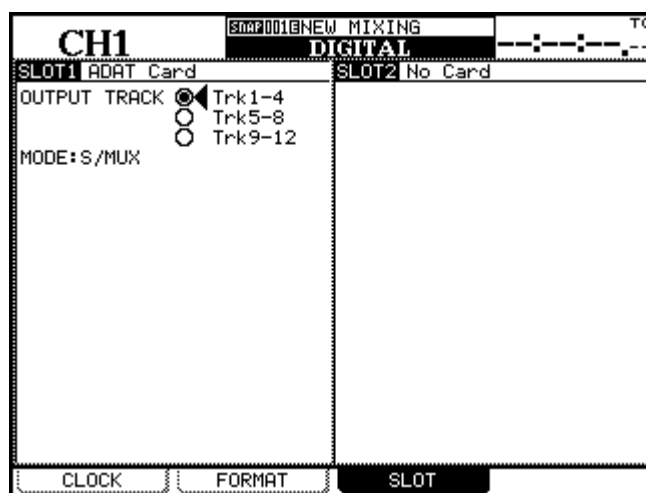 CH1
SNAP 001 NEW MIXING
DIGITAL
TC
--:--:--.--
SLOT1 ADAT Card
OUTPUT TRACK Trk1-4
Trk5-8
Trk9-12
MODE:S/MUX
SLOT2 No Card
CLOCK
FORMAT
SLOT